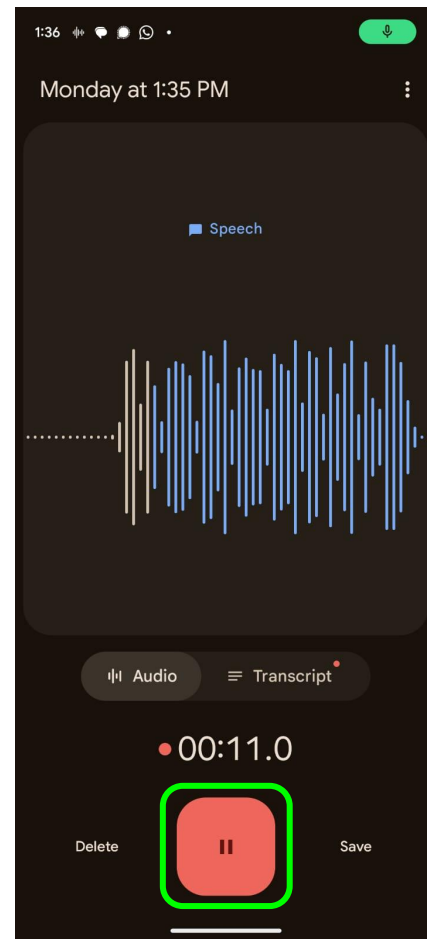 1:36
Monday at 1:35 PM
Speech
Audio Transcript
00:11.0
Delete Save